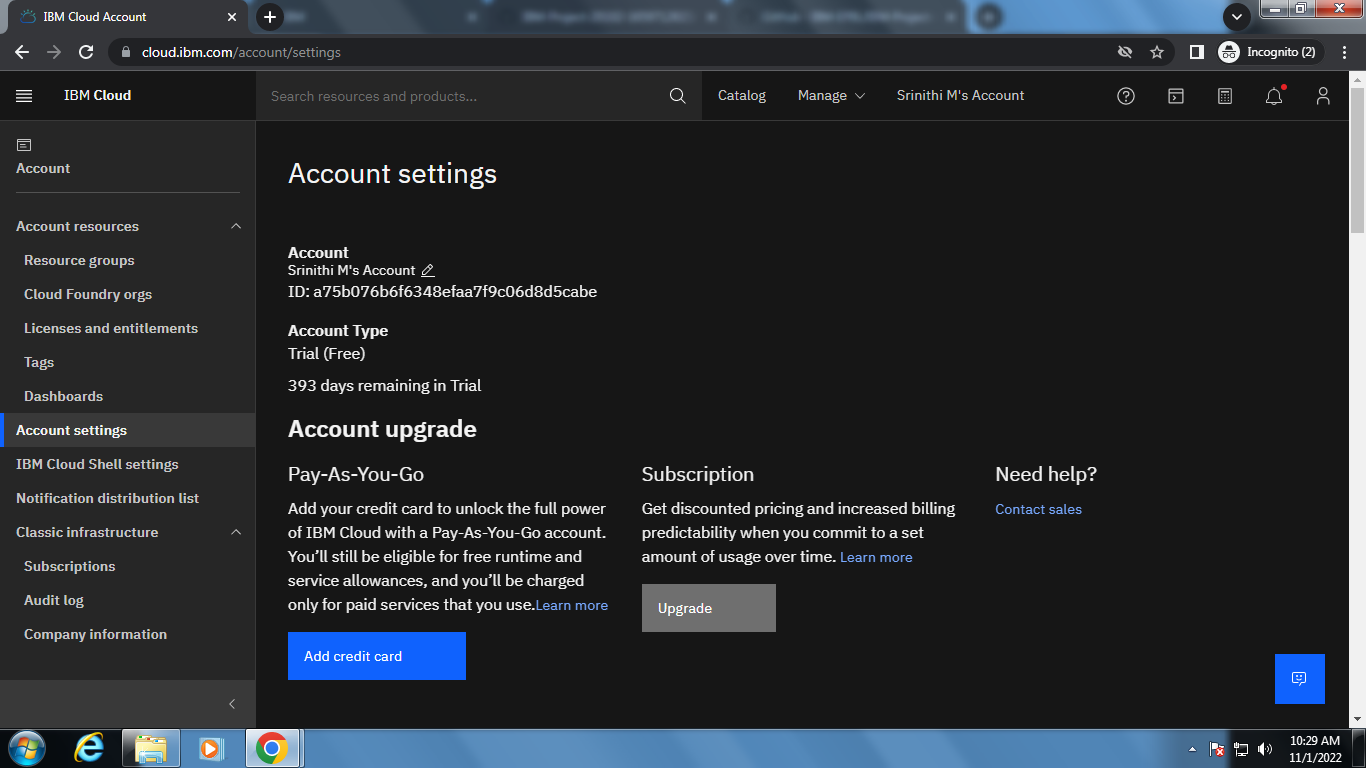 IBM Cloud Account
cloud.ibm.com/account/settings
Incognito (2)
IBM Cloud
Search resources and products...
Catalog
Manage
Srinithi M's Account
Account
Account resources
Resource groups
Cloud Foundry orgs
Licenses and entitlements
Tags
Dashboards
Account settings
IBM Cloud Shell settings
Notification distribution list
Classic infrastructure
Subscriptions
Audit log
Company information
Account settings
Account
Srinithi M's Account
ID: a75b076b6f6348efaa7f9c06d8d5cabe
Account Type
Trial (Free)
393 days remaining in Trial
Account upgrade
Pay-As-You-Go
Add your credit card to unlock the full power
of IBM Cloud with a Pay-As-You-Go account.
You’ll still be eligible for free runtime and
service allowances, and you’ll be charged
only for paid services that you use.Learn more
Add credit card
Subscription
Get discounted pricing and increased billing
predictability when you commit to a set
amount of usage over time. Learn more
Upgrade
Need help?
Contact sales
10:29 AM
11/1/2022